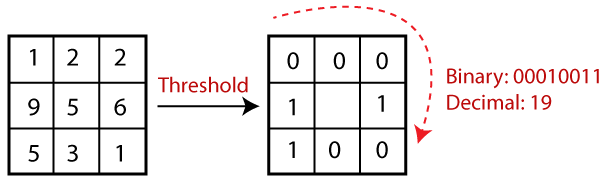 1 2 2
9 5 6
5 3 1
Threshold
0 0 0
1 1
1 0 0
Binary: 00010011
Decimal: 19